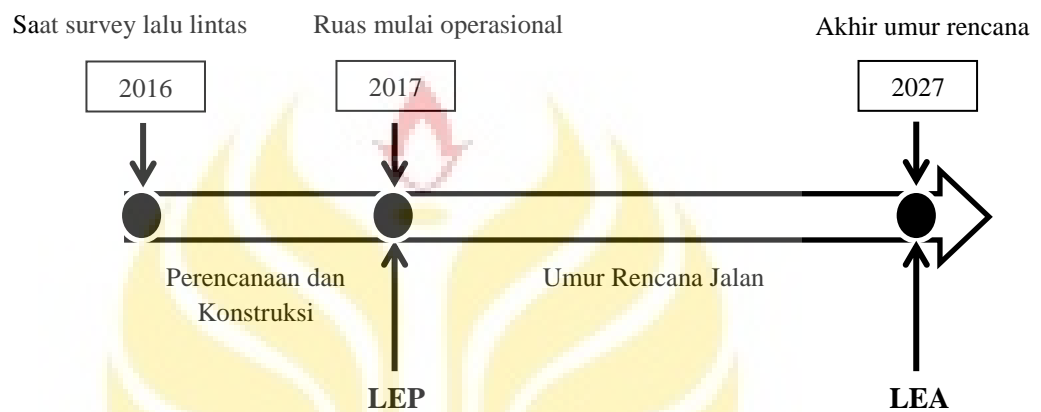 Saat survey lalu lintas
Ruas mulai operasional
Akhir umur rencana
2016
2017
2027
Perencanaan dan
Konstruksi
Umur Rencana Jalan
LEP
LEA